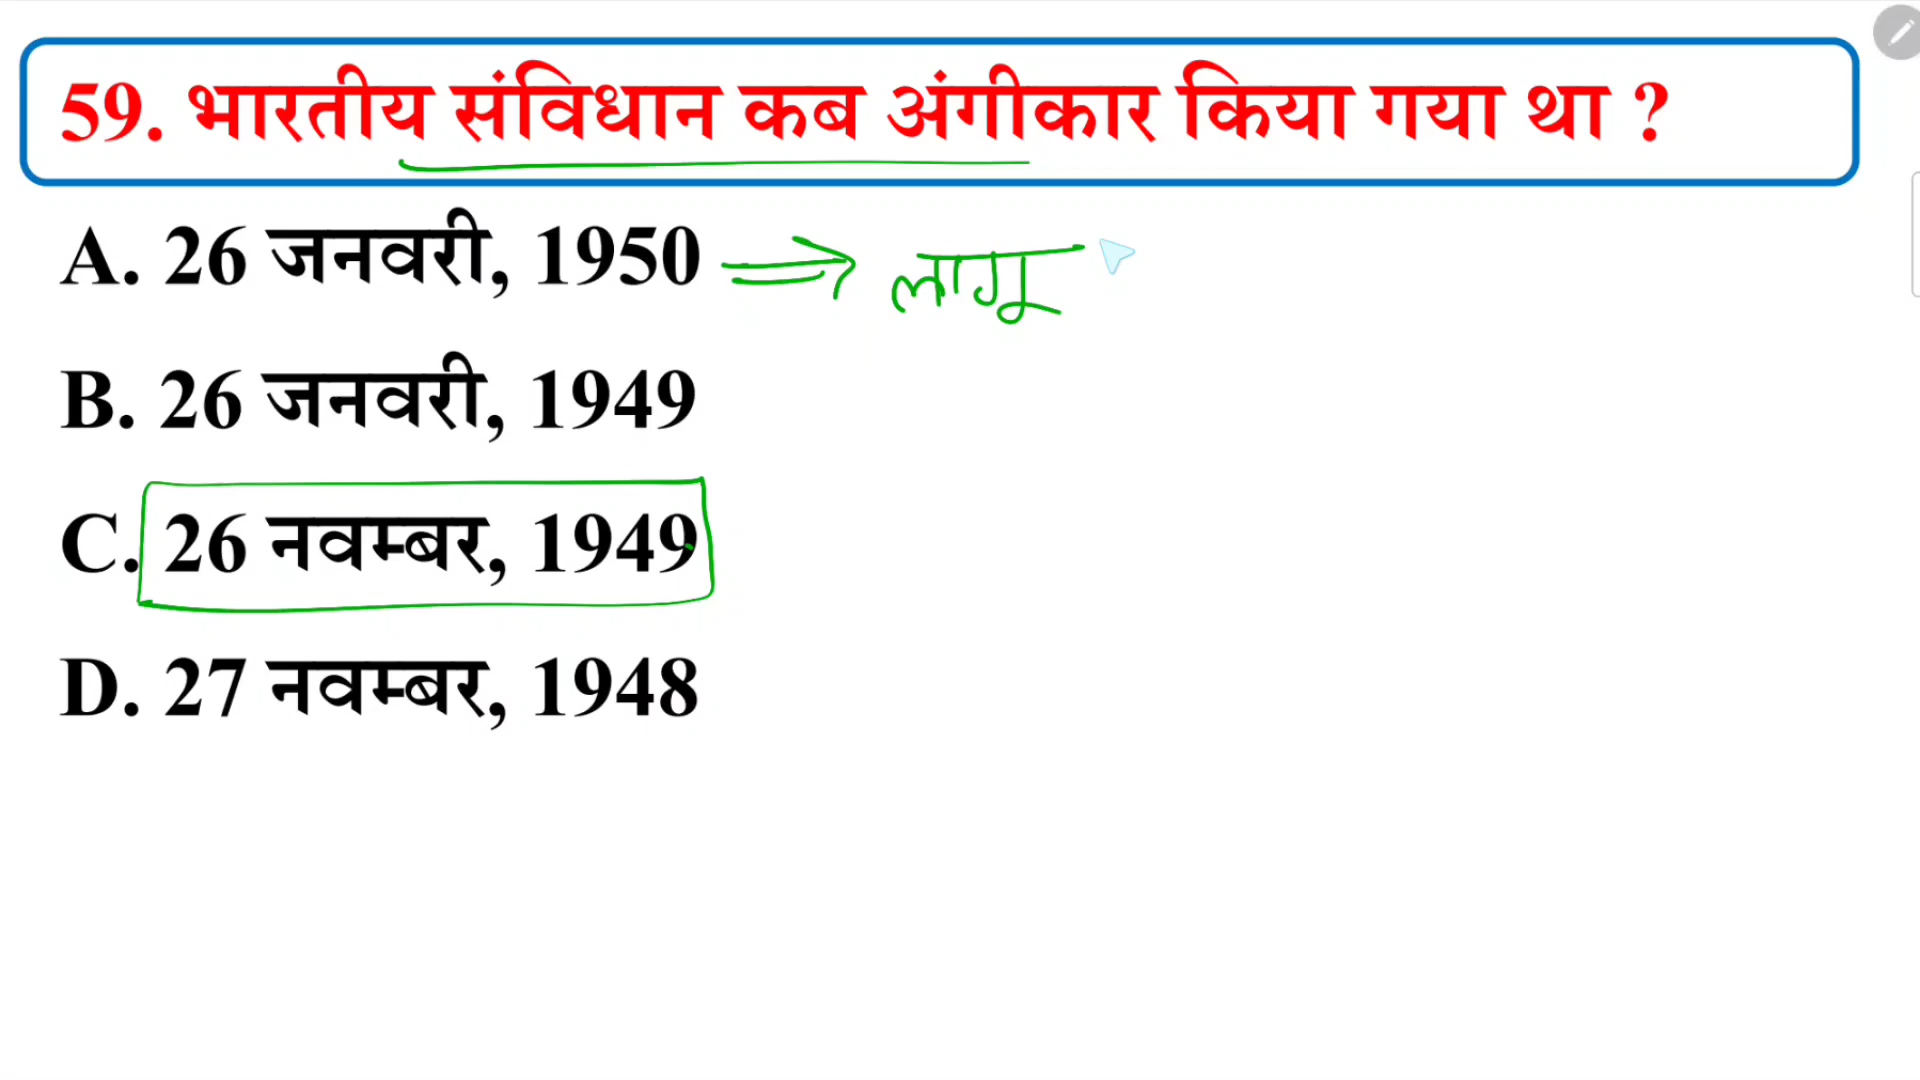 59. भारतीय संविधान कब अंगीकार किया गया था ?
A. 26 जनवरी, 1950 ⇒ लागू
B. 26 जनवरी, 1949
C. 26 नवम्बर, 1949
D. 27 नवम्बर, 1948